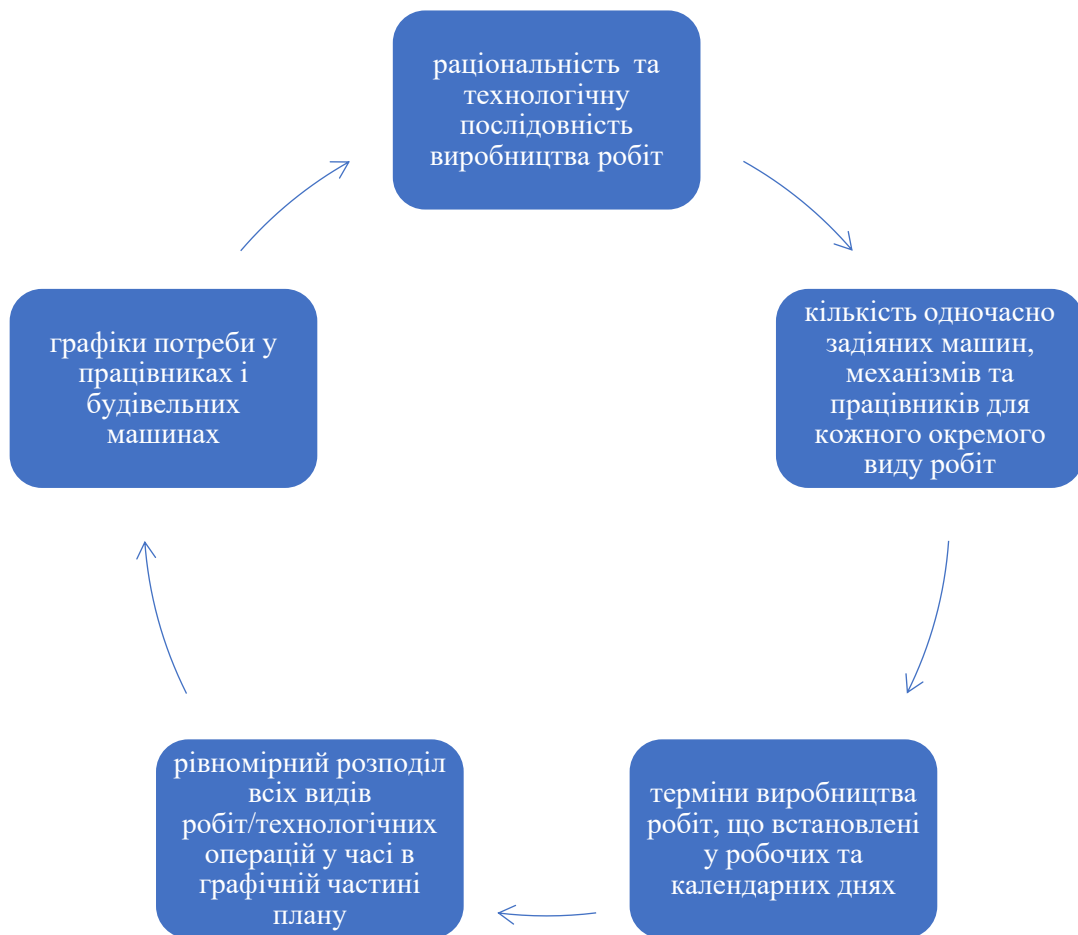 раціональність та
технологічну
послідовність
виробництва робіт
кількість одночасно
задіяних машин,
механізмів та
працівників для
кожного окремого
виду робіт
терміни виробництва
робіт, що встановлені
у робочих та
календарних днях
рівномірний розподіл
всіх видів
робіт/технологічних
операцій у часі в
графічній частині
плану
графіки потреби у
працівниках і
будівельних
машинах